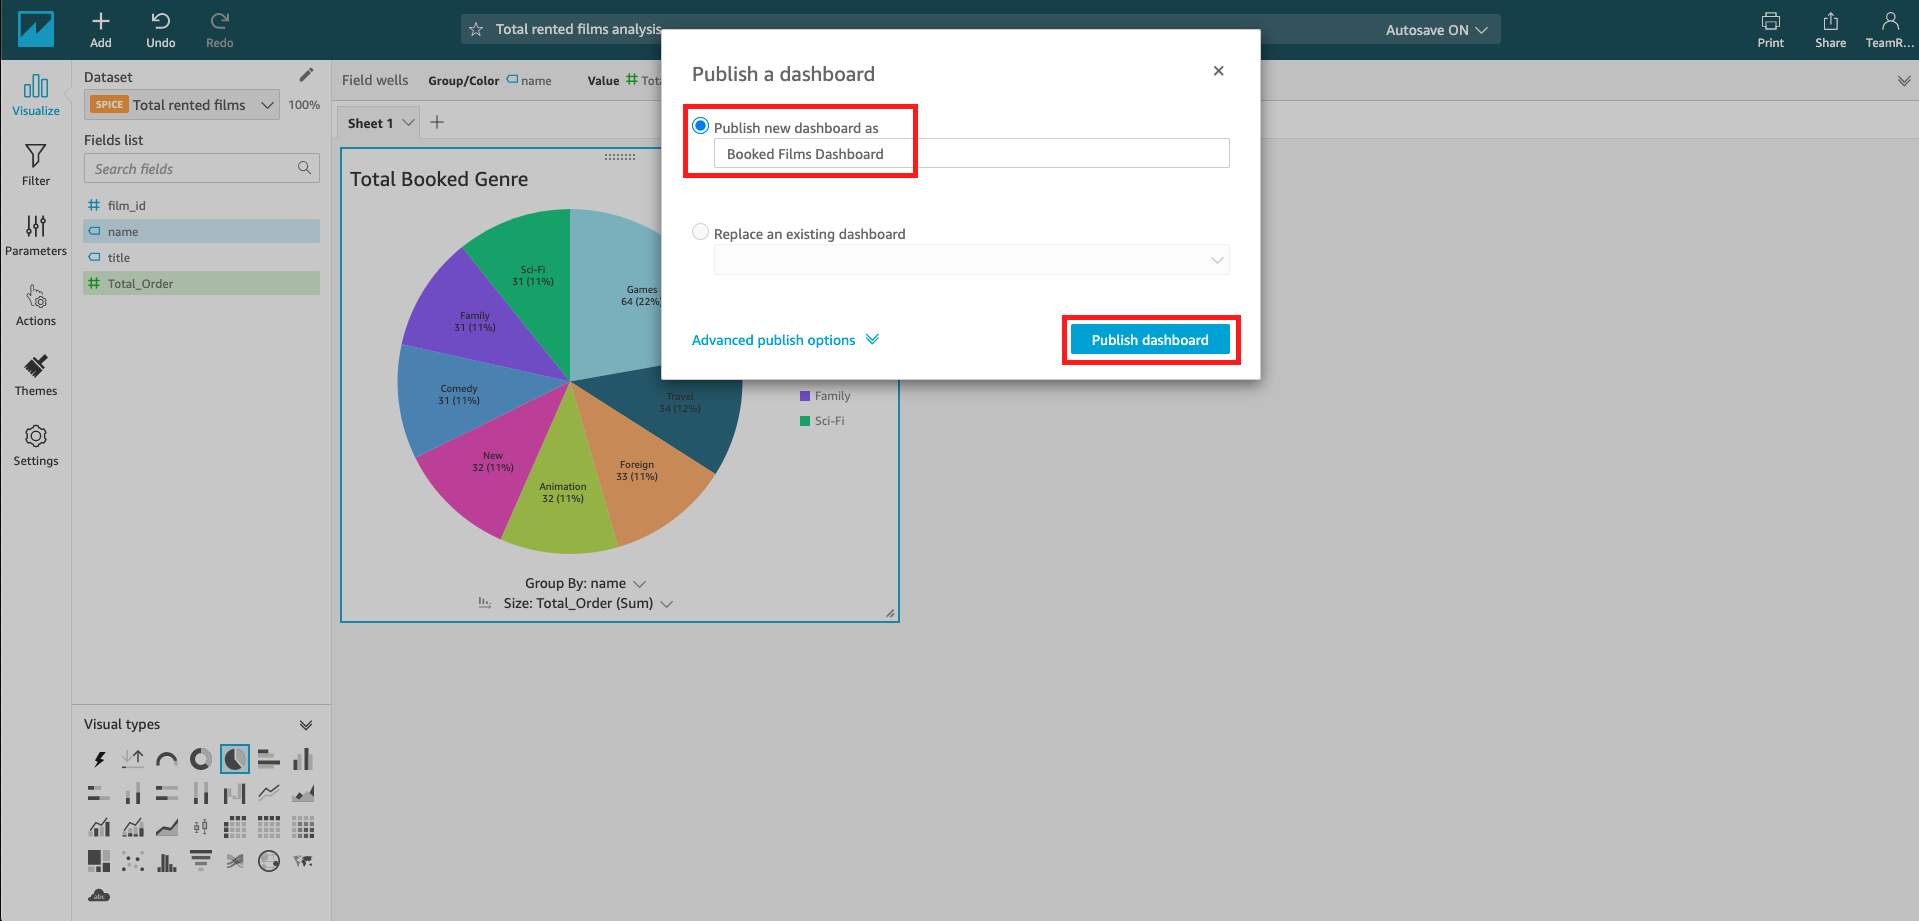 Add
Undo
Redo
Total rented films analysis
Autosave ON
Print
Share
TeamR...
Visualize
Filter
Parameters
Actions
Themes
Settings
Dataset
SPICE Total rented films
100%
Fields list
Search fields
film_id
name
title
Total_Order
Visual types
abc
Field wells
Group/Color name
Value
Sheet 1
Total Booked Genre
Sci-Fi
31 (11%)
Games
64 (22%)
Family
31 (11%)
Comedy
31 (11%)
Travel
34 (12%)
New
32 (11%)
Foreign
33 (11%)
Animation
32 (11%)
Family
Sci-Fi
Group By: name
Size: Total_Order (Sum)
Publish a dashboard
Publish new dashboard as
Booked Films Dashboard
Replace an existing dashboard
Advanced publish options
Publish dashboard